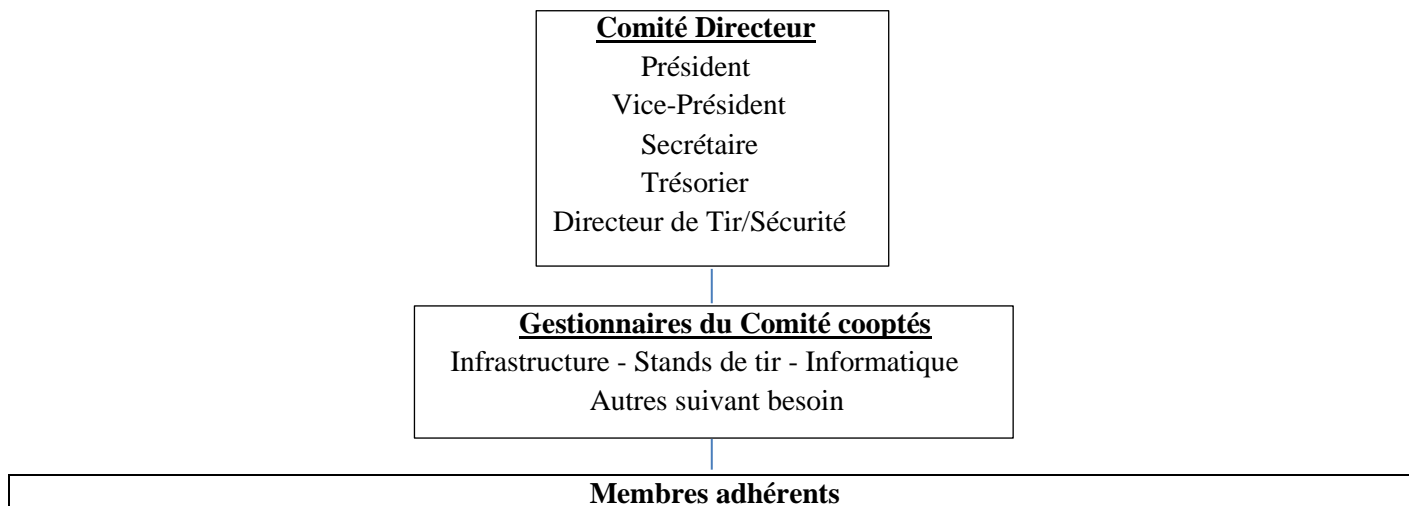 Comité Directeur
Président
Vice-Président
Secrétaire
Trésorier
Directeur de Tir/Sécurité
Gestionnaires du Comité cooptés
Infrastructure - Stands de tir - Informatique
Autres suivant besoin
Membres adhérents